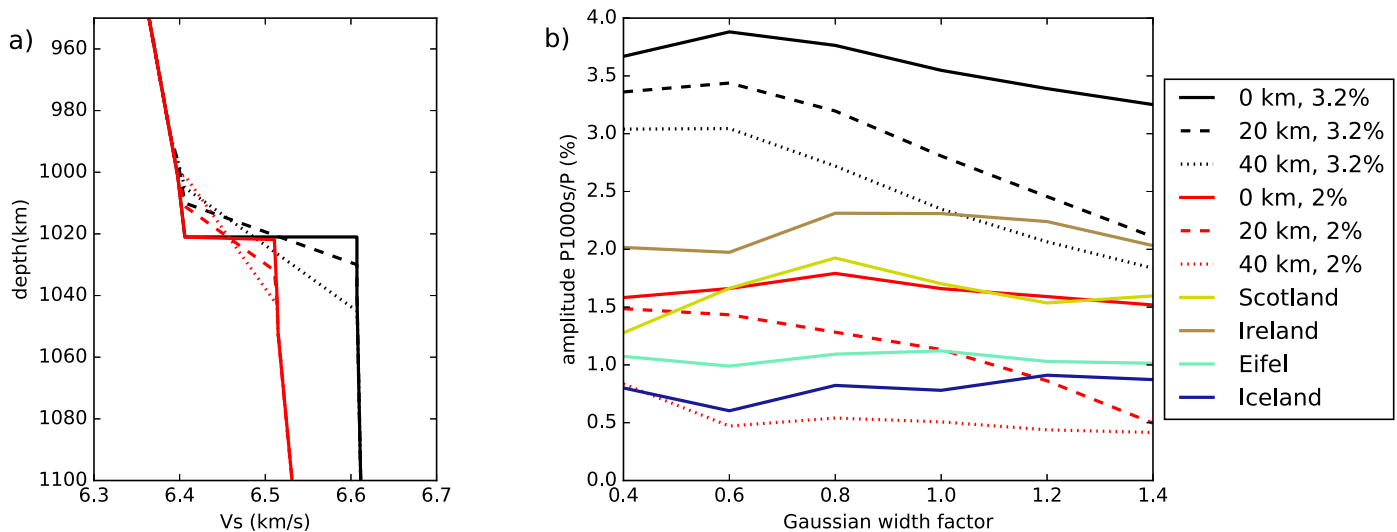 a)
960
980
1000
1020
1040
1060
1080
1100
depth(km)
6.3
6.4
6.5
6.6
6.7
Vs (km/s)
b)
4.0
3.5
3.0
2.5
2.0
1.5
1.0
0.5
0.0
amplitude P1000s/P (%)
0.4
0.6
0.8
1.0
1.2
1.4
Gaussian width factor
0 km, 3.2%
20 km, 3.2%
40 km, 3.2%
0 km, 2%
20 km, 2%
40 km, 2%
Scotland
Ireland
Eifel
Iceland